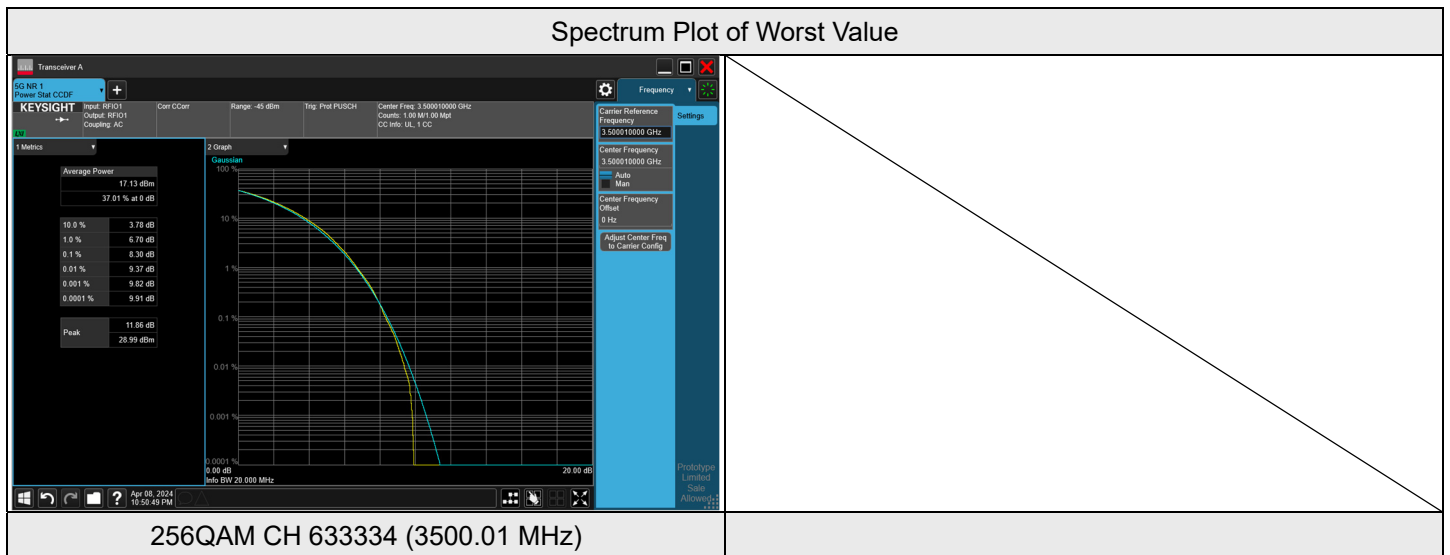 Spectrum Plot of Worst Value
Transceiver A
5G NR 1
Power Stat CCDF
+
Frequency
KEYSIGHT
Input: RFIO1
Output: RFIO1
Coupling: AC
Corr CCorr
Range: -45 dBm
Trig: Prot PUSCH
Center Freq: 3.500010000 GHz
Counts: 1.00 M/1.00 Mpt
CC Info: UL, 1 CC
Carrier Reference
Frequency
3.500010000 GHz
Settings
Center Frequency
3.500010000 GHz
Auto
Man
Center Frequency
Offset
0 Hz
Adjust Center Freq
to Carrier Config
1 Metrics
Average Power
17.13 dBm
37.01 % at 0 dB
10.0 % 3.78 dB
1.0 % 6.70 dB
0.1 % 8.30 dB
0.01 % 9.37 dB
0.001 % 9.82 dB
0.0001 % 9.91 dB
Peak
11.86 dB
28.99 dBm
2 Graph
Gaussian
100 %
10 %
1 %
0.1 %
0.01 %
0.001 %
0.0001 %
0.00 dB
20.00 dB
Info BW 20.000 MHz
Prototype
Limited
Sale
Allowed
?
Apr 08, 2024
10:50:49 PM
256QAM CH 633334 (3500.01 MHz)